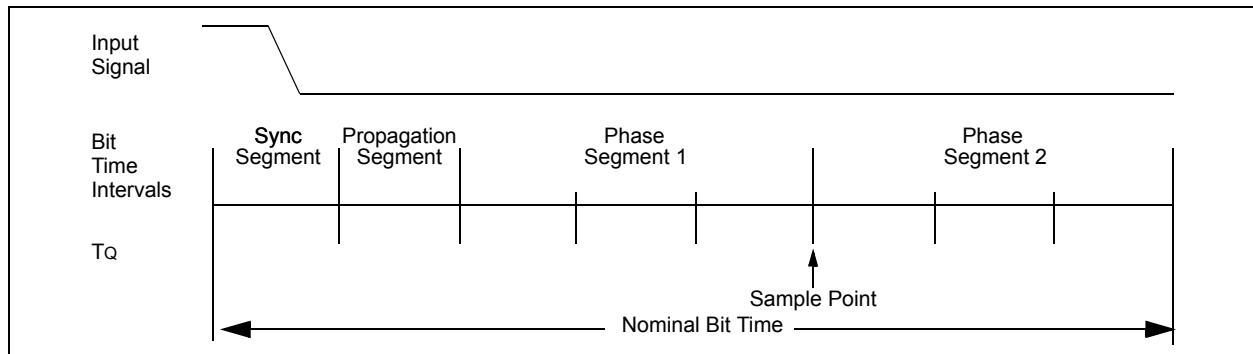 Input
Signal
Bit
Time
Intervals
Sync
Segment
Propagation
Segment
Phase
Segment 1
Phase
Segment 2
TQ
Sample Point
Nominal Bit Time